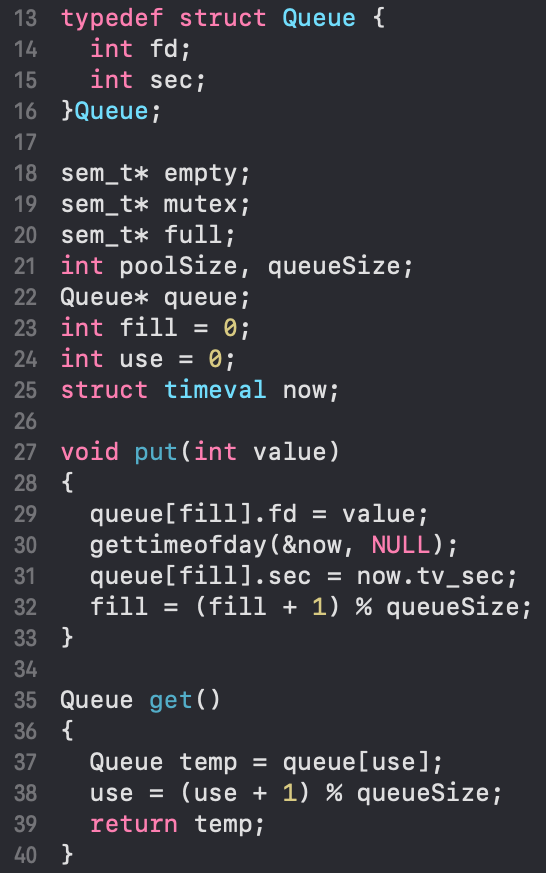 13 typedef struct Queue {
14   int fd;
15   int sec;
16 }Queue;
17
18 sem_t* empty;
19 sem_t* mutex;
20 sem_t* full;
21 int poolSize, queueSize;
22 Queue* queue;
23 int fill = 0;
24 int use = 0;
25 struct timeval now;
26
27 void put(int value)
28 {
29   queue[fill].fd = value;
30   gettimeofday(&now, NULL);
31   queue[fill].sec = now.tv_sec;
32   fill = (fill + 1) % queueSize;
33 }
34
35 Queue get()
36 {
37   Queue temp = queue[use];
38   use = (use + 1) % queueSize;
39   return temp;
40 }